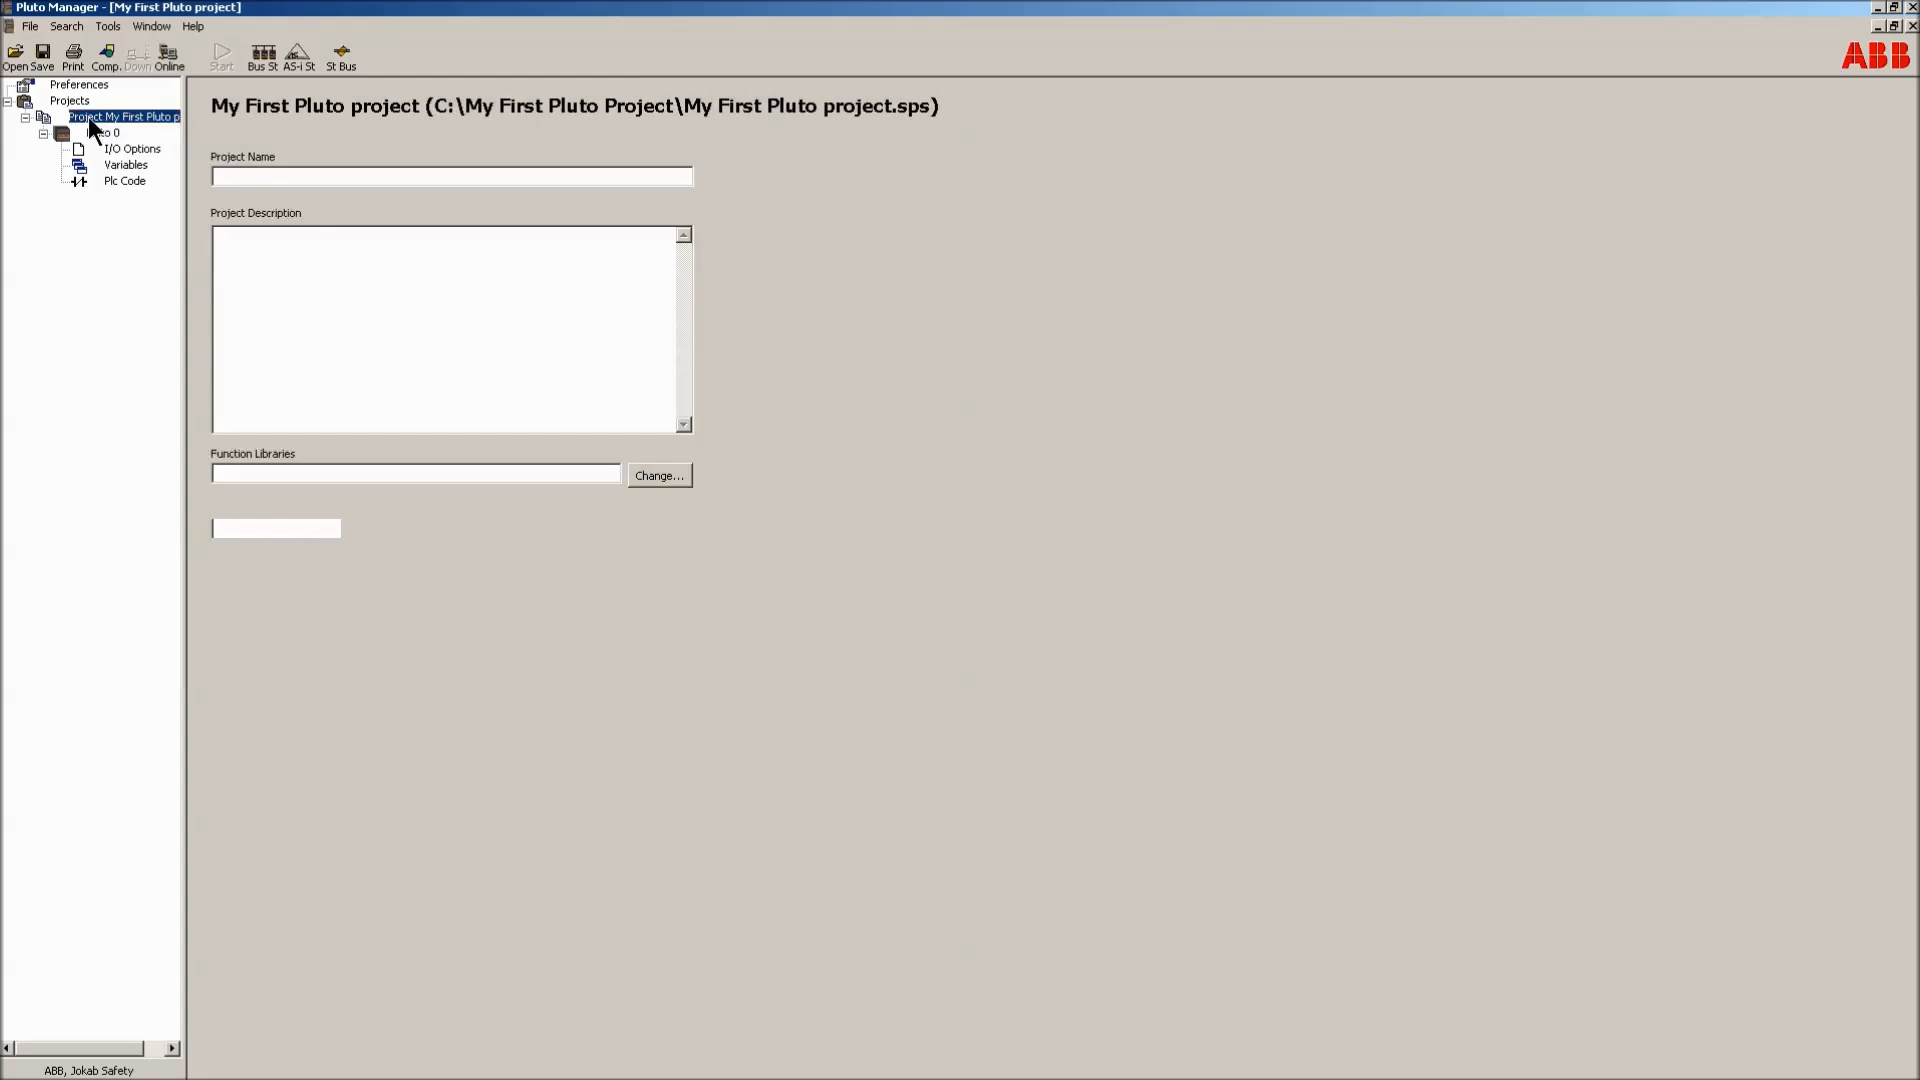 Pluto Manager - [My First Pluto project]
File Search Tools Window Help
Open Save Print Comp. Down Online Start Bus St AS-i St St Bus
ABB
Preferences
Projects
Project My First Pluto p
0
I/O Options
Variables
Plc Code
My First Pluto project (C:\My First Pluto Project\My First Pluto project.sps)
Project Name
Project Description
Function Libraries
Change...
ABB, Jokab Safety